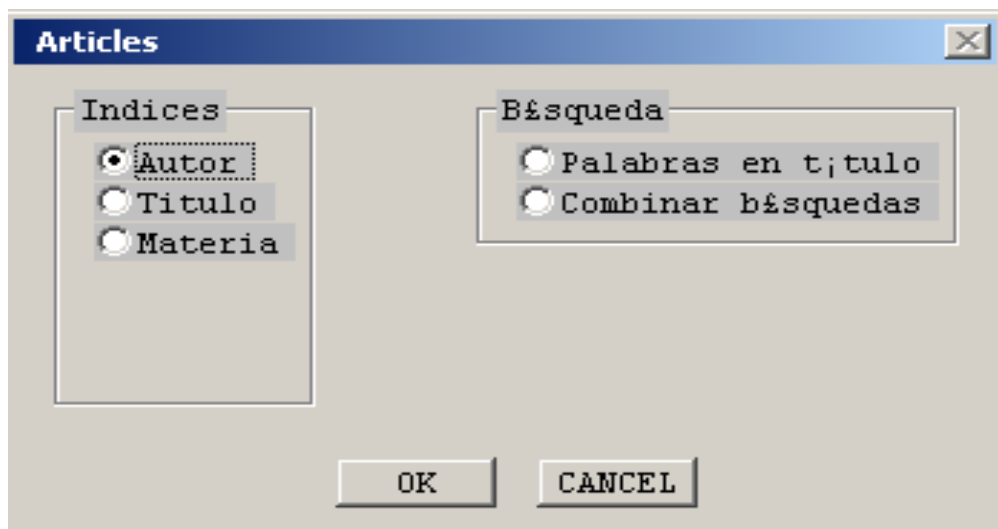 Articles
Indices
Autor
Titulo
Materia
B£squeda
Palabras en t¡tulo
Combinar b£squedas
OK
CANCEL